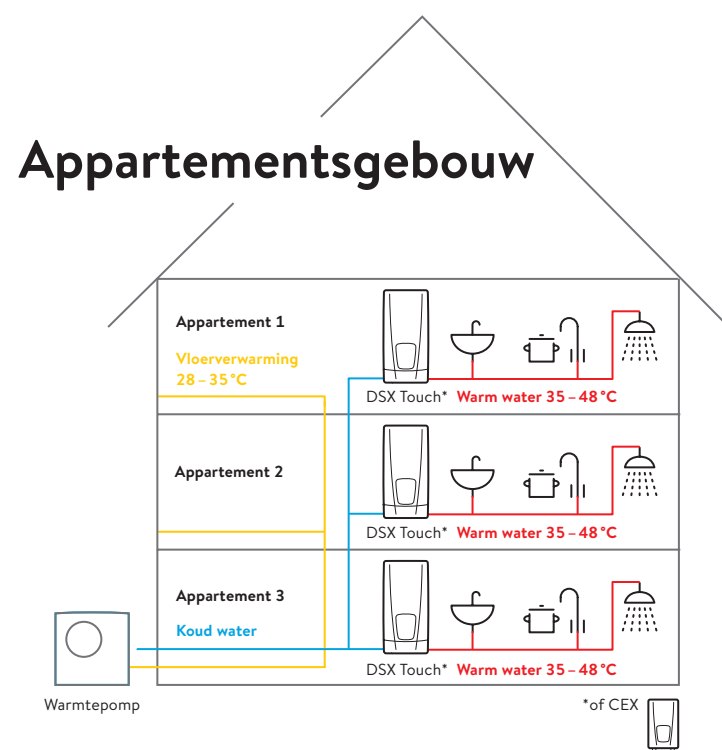 Appartementsgebouw
Appartement 1
Vloerverwarming
28 – 35 °C
DSX Touch* Warm water 35 – 48 °C
Appartement 2
DSX Touch* Warm water 35 – 48 °C
Appartement 3
Koud water
DSX Touch* Warm water 35 – 48 °C
Warmtepomp
*of CEX